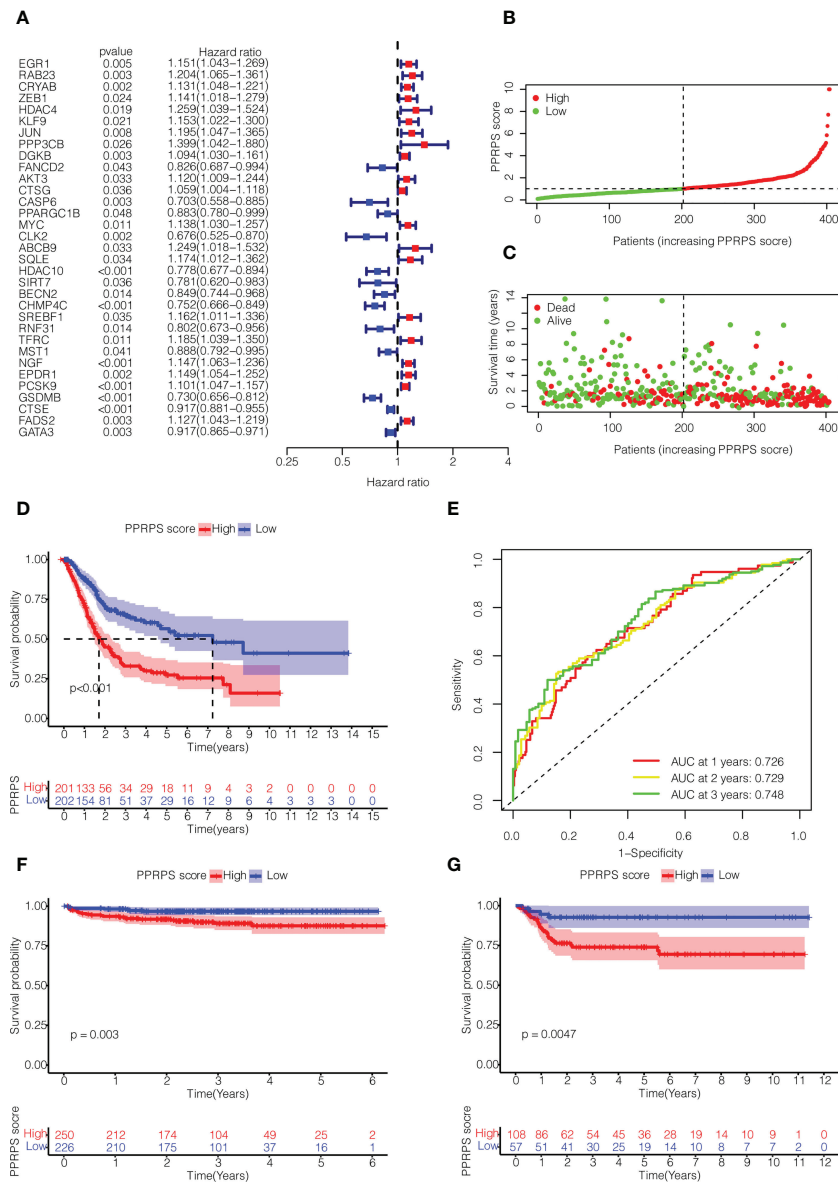 A
pvalue Hazard ratio
EGR1 0.005 1.151(1.043−1.269)
RAB23 0.003 1.204(1.065−1.361)
CRYAB 0.002 1.131(1.048−1.221)
ZEB1 0.024 1.141(1.018−1.279)
HDAC4 0.019 1.259(1.039−1.524)
KLF9 0.021 1.153(1.022−1.300)
JUN 0.008 1.195(1.047−1.365)
PPP3CB 0.026 1.399(1.042−1.880)
DGKB 0.003 1.094(1.030−1.161)
FANCD2 0.043 0.826(0.687−0.994)
AKT3 0.033 1.120(1.009−1.244)
CTSG 0.036 1.059(1.004−1.118)
CASP6 0.003 0.703(0.558−0.885)
PPARGC1B 0.048 0.883(0.780−0.999)
MYC 0.011 1.138(1.030−1.257)
CLK2 0.002 0.676(0.525−0.870)
ABCB9 0.033 1.249(1.018−1.532)
SQLE 0.034 1.174(1.012−1.362)
HDAC10 <0.001 0.778(0.677−0.894)
SIRT7 0.036 0.781(0.620−0.983)
BECN2 0.014 0.849(0.744−0.968)
CHMP4C <0.001 0.752(0.666−0.849)
SREBF1 0.035 1.162(1.011−1.336)
RNF31 0.014 0.802(0.673−0.956)
TFRC 0.011 1.185(1.039−1.350)
MST1 0.041 0.888(0.792−0.995)
NGF <0.001 1.147(1.063−1.236)
EPDR1 0.002 1.149(1.054−1.252)
PCSK9 <0.001 1.101(1.047−1.157)
GSDMB <0.001 0.730(0.656−0.812)
CTSE <0.001 0.917(0.881−0.955)
FADS2 0.003 1.127(1.043−1.219)
GATA3 0.003 0.917(0.865−0.971)
0.25 0.5 1 2 4
Hazard ratio
B
PPRPS score
10
8
6
4
2
0
High
Low
0 100 200 300 400
Patients (increasing PPRPS socre)
C
Survival time (years)
14
12
10
8
6
4
2
0
Dead
Alive
0 100 200 300 400
Patients (increasing PPRPS score)
D
PPRPS score High Low
Survival probability
1.00
0.75
0.50
0.25
0.00
p<0.001
0 1 2 3 4 5 6 7 8 9 10 11 12 13 14 15
Time(years)
PPRPS
High 201 133 56 34 29 18 11 9 4 3 2 0 0 0 0 0
Low 202 154 81 51 37 29 16 12 9 6 4 3 3 3 0 0
0 1 2 3 4 5 6 7 8 9 10 11 12 13 14 15
Time(years)
E
Sensitivity
1.0
0.8
0.6
0.4
0.2
0.0
AUC at 1 years: 0.726
AUC at 2 years: 0.729
AUC at 3 years: 0.748
0.0 0.2 0.4 0.6 0.8 1.0
1−Specificity
F
PPRPS score High Low
Survival probability
1.00
0.75
0.50
0.25
0.00
p = 0.003
0 1 2 3 4 5 6
Time(Years)
PPRPS socre
High 250 212 174 104 49 25 2
Low 226 210 175 101 37 16 1
0 1 2 3 4 5 6
Time(Years)
G
PPRPS score High Low
Survival probability
1.00
0.75
0.50
0.25
0.00
p = 0.0047
0 1 2 3 4 5 6 7 8 9 10 11 12
Time(Years)
PPRPS socre
High 108 86 62 54 45 36 28 19 14 10 9 1 0
Low 57 51 41 30 25 19 14 10 8 7 7 2 0
0 1 2 3 4 5 6 7 8 9 10 11 12
Time(Years)